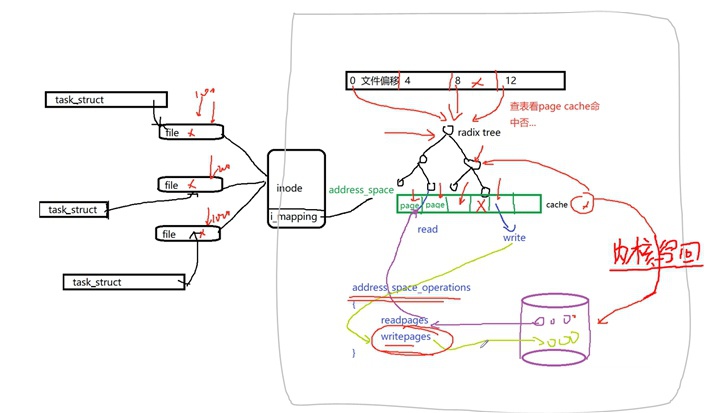 0 文件偏移 4 8 x 12
查表看page cache命
中否...
radix tree
task_struct
file x
task_struct
file x
task_struct
file x
inode
i_mapping
address_space
page page X
cache
read
write
内核写回
address_space_operations
{
readpages
writepages
}